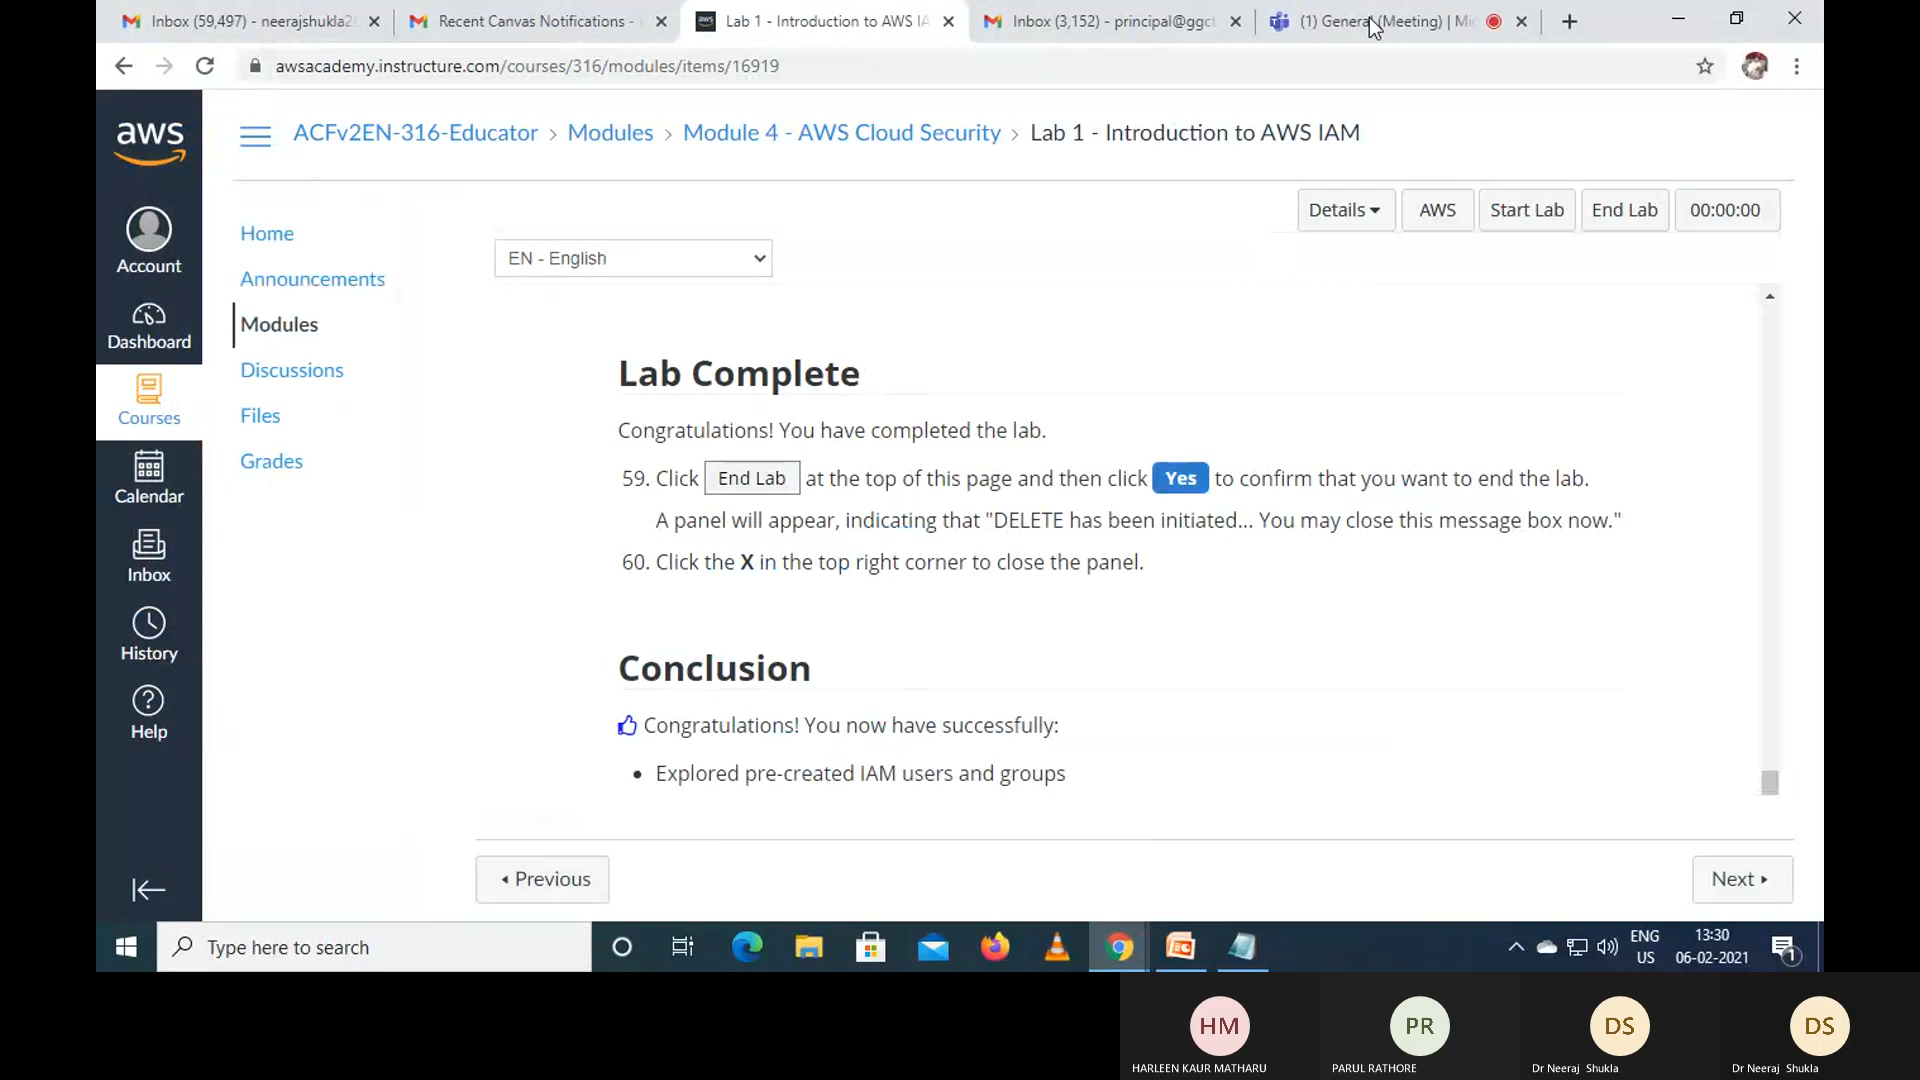 Inbox (59,497) - neerajshukla2
Recent Canvas Notifications -
Lab 1 - Introduction to AWS IA
Inbox (3,152) - principal@ggct
(1) General (Meeting) | Mi
awsacademy.instructure.com/courses/316/modules/items/16919
aws
ACFv2EN-316-Educator > Modules > Module 4 - AWS Cloud Security > Lab 1 - Introduction to AWS IAM
Account
Dashboard
Courses
Calendar
Inbox
History
Help
Home
Announcements
Modules
Discussions
Files
Grades
Details
AWS
Start Lab
End Lab
00:00:00
EN - English
Lab Complete
Congratulations! You have completed the lab.
59. Click End Lab at the top of this page and then click Yes to confirm that you want to end the lab.
A panel will appear, indicating that "DELETE has been initiated... You may close this message box now."
60. Click the X in the top right corner to close the panel.
Conclusion
Congratulations! You now have successfully:
• Explored pre-created IAM users and groups
Previous
Next
Type here to search
ENG
US
13:30
06-02-2021
1
HM
HARLEEN KAUR MATHARU
PR
PARUL RATHORE
DS
Dr Neeraj Shukla
DS
Dr Neeraj Shukla